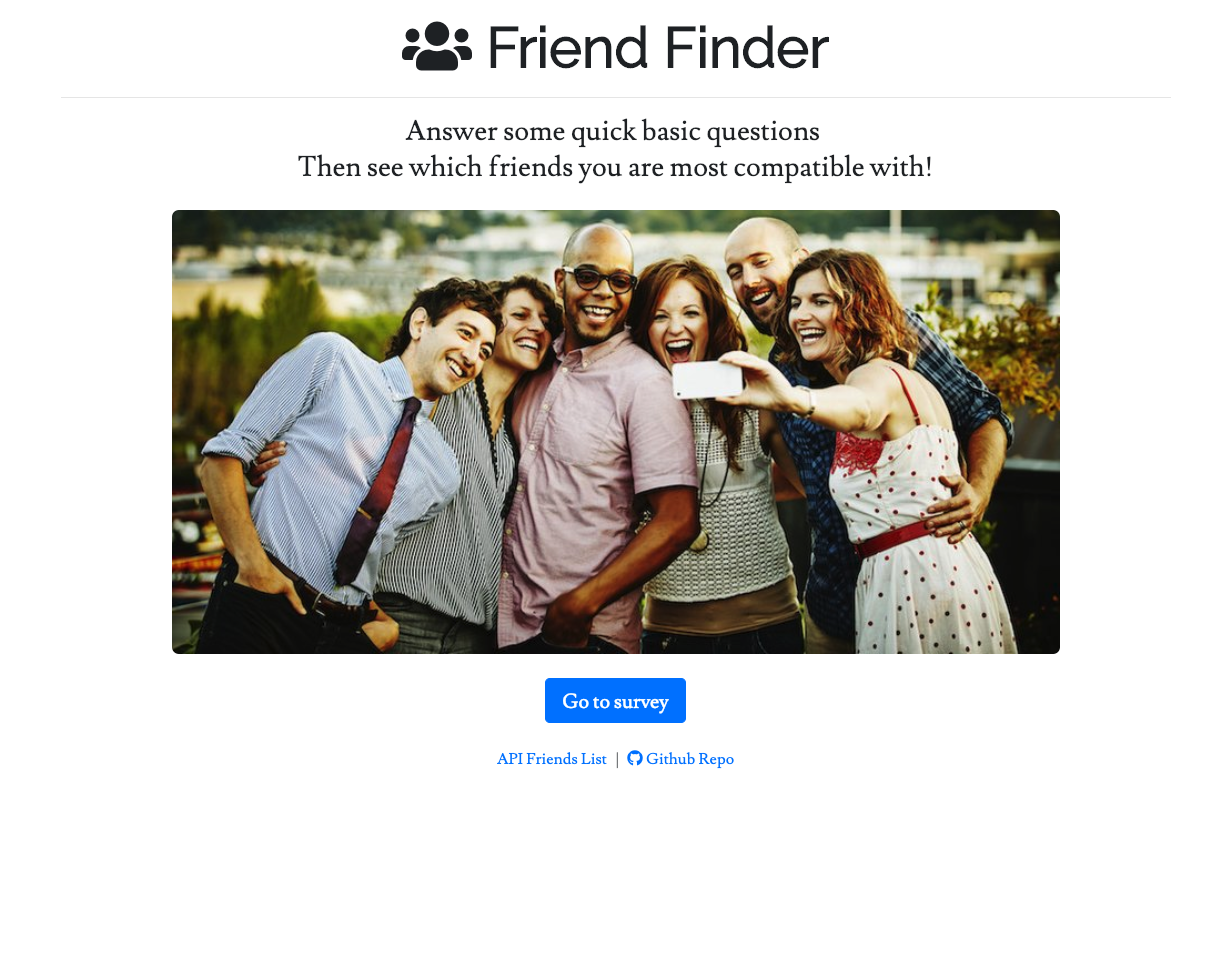 Friend Finder
Answer some quick basic questions
Then see which friends you are most compatible with!
Go to survey
API Friends List | Github Repo